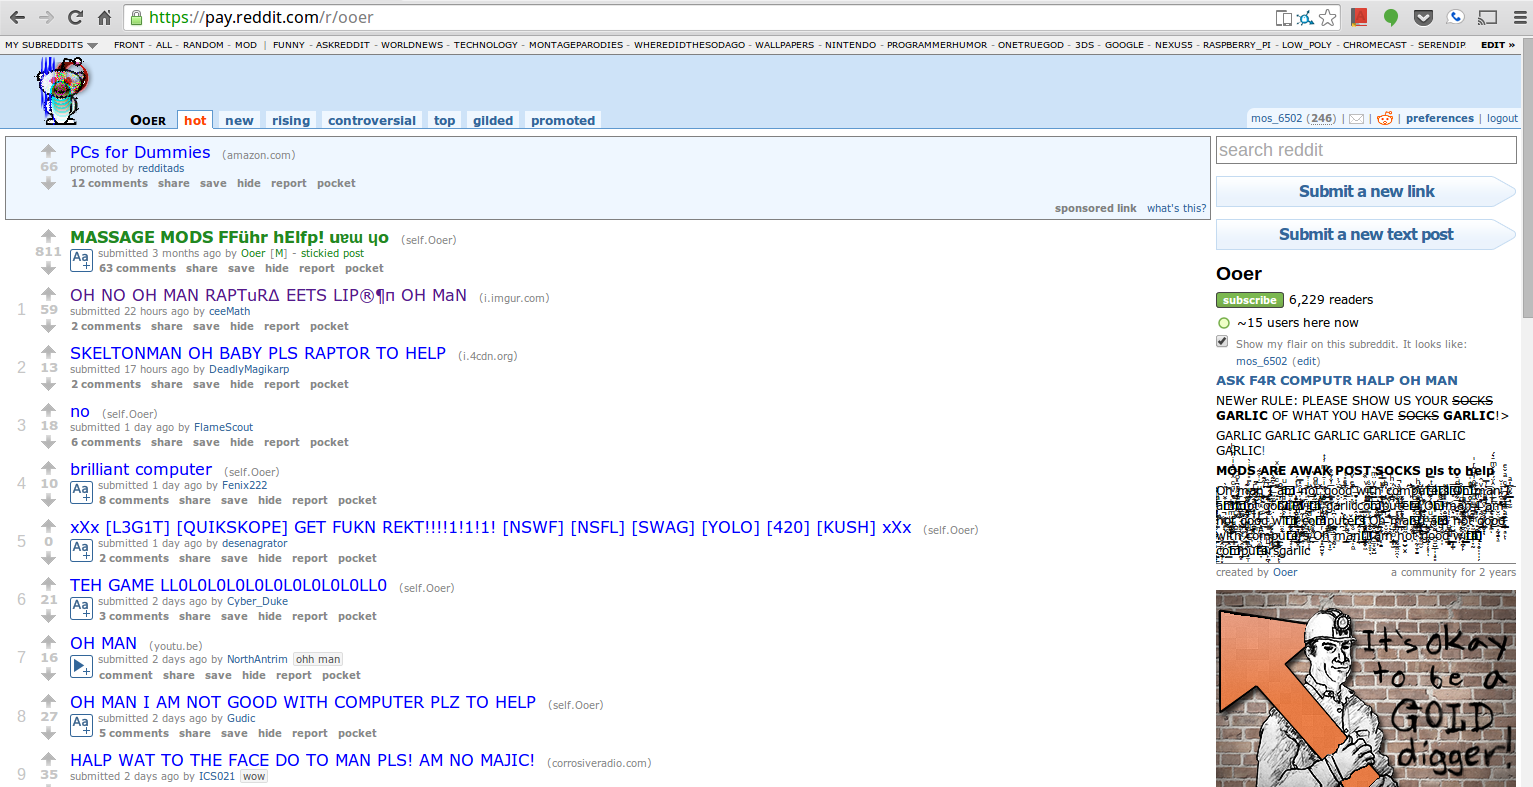 https://pay.reddit.com/r/ooer
MY SUBREDDITS FRONT - ALL - RANDOM - MOD | FUNNY - ASKREDDIT - WORLDNEWS - TECHNOLOGY - MONTAGEPARODIES - WHEREDIDTHESODAGO - WALLPAPERS - NINTENDO - PROGRAMMERHUMOR - ONETRUEGOD - 3DS - GOOGLE - NEXUS5 - RASPBERRY_PI - LOW_POLY - CHROMECAST - SERENDIP EDIT »
OOER hot new rising controversial top gilded promoted
mos_6502 (246) | | | preferences | logout
PCs for Dummies (amazon.com)
66
promoted by redditads
12 comments share save hide report pocket
sponsored link what's this?
MASSAGE MODS FFührhElfp! uɐɯ ɥo (self.Ooer)
811
submitted 3 months ago by Ooer [M] - stickied post
63 comments share save hide report pocket
OH NO OH MAN RAPTuR∆ EETS LIP®¶п OH MaN (i.imgur.com)
1 59
submitted 22 hours ago by ceeMath
2 comments share save hide report pocket
SKELTONMAN OH BABY PLS RAPTOR TO HELP (i.4cdn.org)
2 13
submitted 17 hours ago by DeadlyMagikarp
2 comments share save hide report pocket
no (self.Ooer)
3 18
submitted 1 day ago by FlameScout
6 comments share save hide report pocket
brilliant computer (self.Ooer)
4 10
Aa+ submitted 1 day ago by Fenix222
8 comments share save hide report pocket
xXx [L3G1T] [QUIKSKOPE] GET FUKN REKT!!!!1!1!1! [NSWF] [NSFL] [SWAG] [YOLO] [420] [KUSH] xXx (self.Ooer)
5 0
Aa+ submitted 1 day ago by desenagrator
2 comments share save hide report pocket
TEH GAME LL0L0L0L0L0L0L0L0L0LL0 (self.Ooer)
6 21
Aa+ submitted 2 days ago by Cyber_Duke
3 comments share save hide report pocket
OH MAN (youtu.be)
7 16
submitted 2 days ago by NorthAntrim ohh man
comment share save hide report pocket
OH MAN I AM NOT GOOD WITH COMPUTER PLZ TO HELP (self.Ooer)
8 27
Aa+ submitted 2 days ago by Gudic
5 comments share save hide report pocket
HALP WAT TO THE FACE DO TO MAN PLS! AM NO MAJIC! (corrosiveradio.com)
9 35
submitted 2 days ago by ICS021 wow
search reddit
Submit a new link
Submit a new text post
Ooer
subscribe 6,229 readers
~15 users here now
Show my flair on this subreddit. It looks like:
mos_6502 (edit)
ASK F4R COMPUTR HALP OH MAN
NEWer RULE: PLEASE SHOW US YOUR SOCKS
GARLIC OF WHAT YOU HAVE SOCKS GARLIC!>
GARLIC GARLIC GARLIC GARLICE GARLIC
GARLIC!
MODS ARE AWAK POST SOCKS pls to help
created by Ooer a community for 2 years
It's okay
to be a
GOLD
digger!